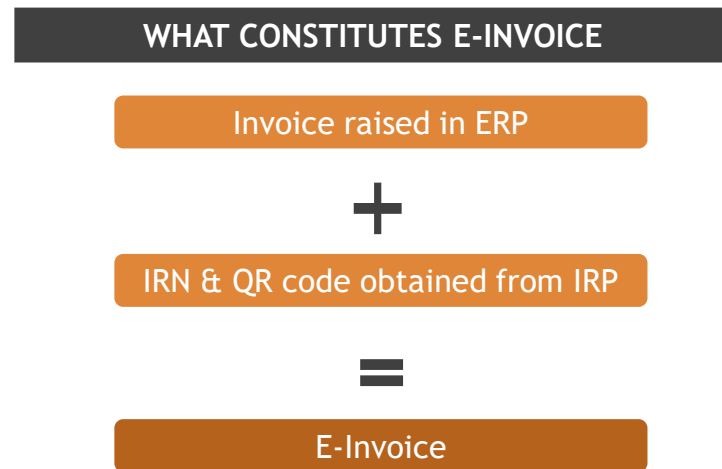 WHAT CONSTITUTES E-INVOICE
Invoice raised in ERP
+
IRN & QR code obtained from IRP
=
E-Invoice